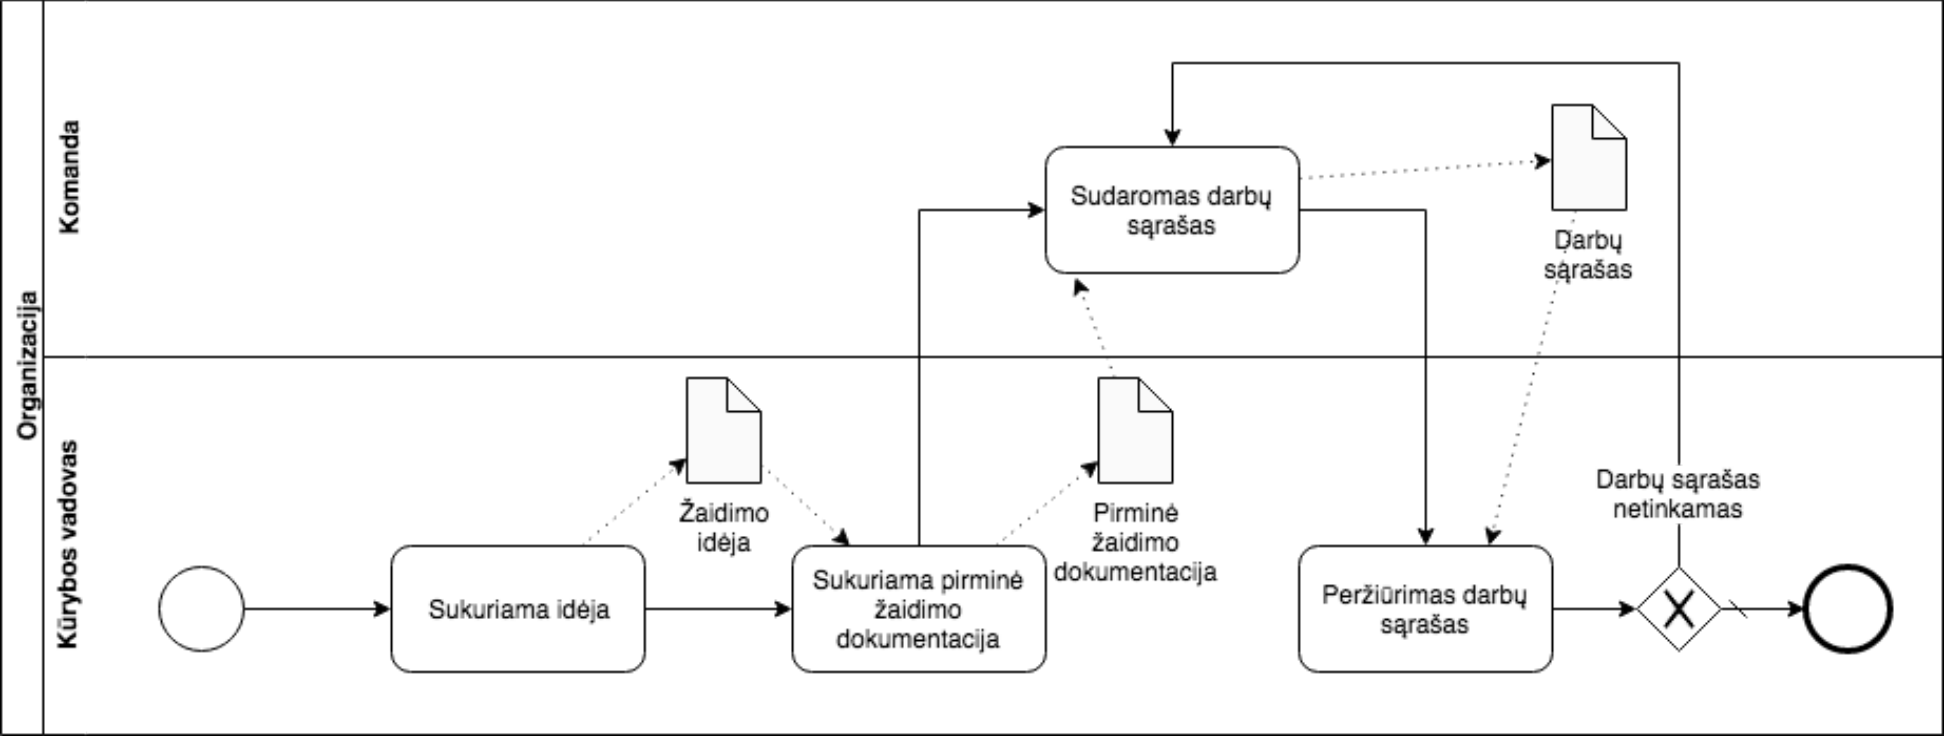 Organizacija
Komanda
Sudaromas darbų
sąrašas
Darbų
sąrašas
Kūrybos vadovas
Sukuriama idėja
Žaidimo
idėja
Sukuriama pirminė
žaidimo
dokumentacija
Pirminė
žaidimo
dokumentacija
Peržiūrimas darbų
sąrašas
Darbų sąrašas
netinkamas